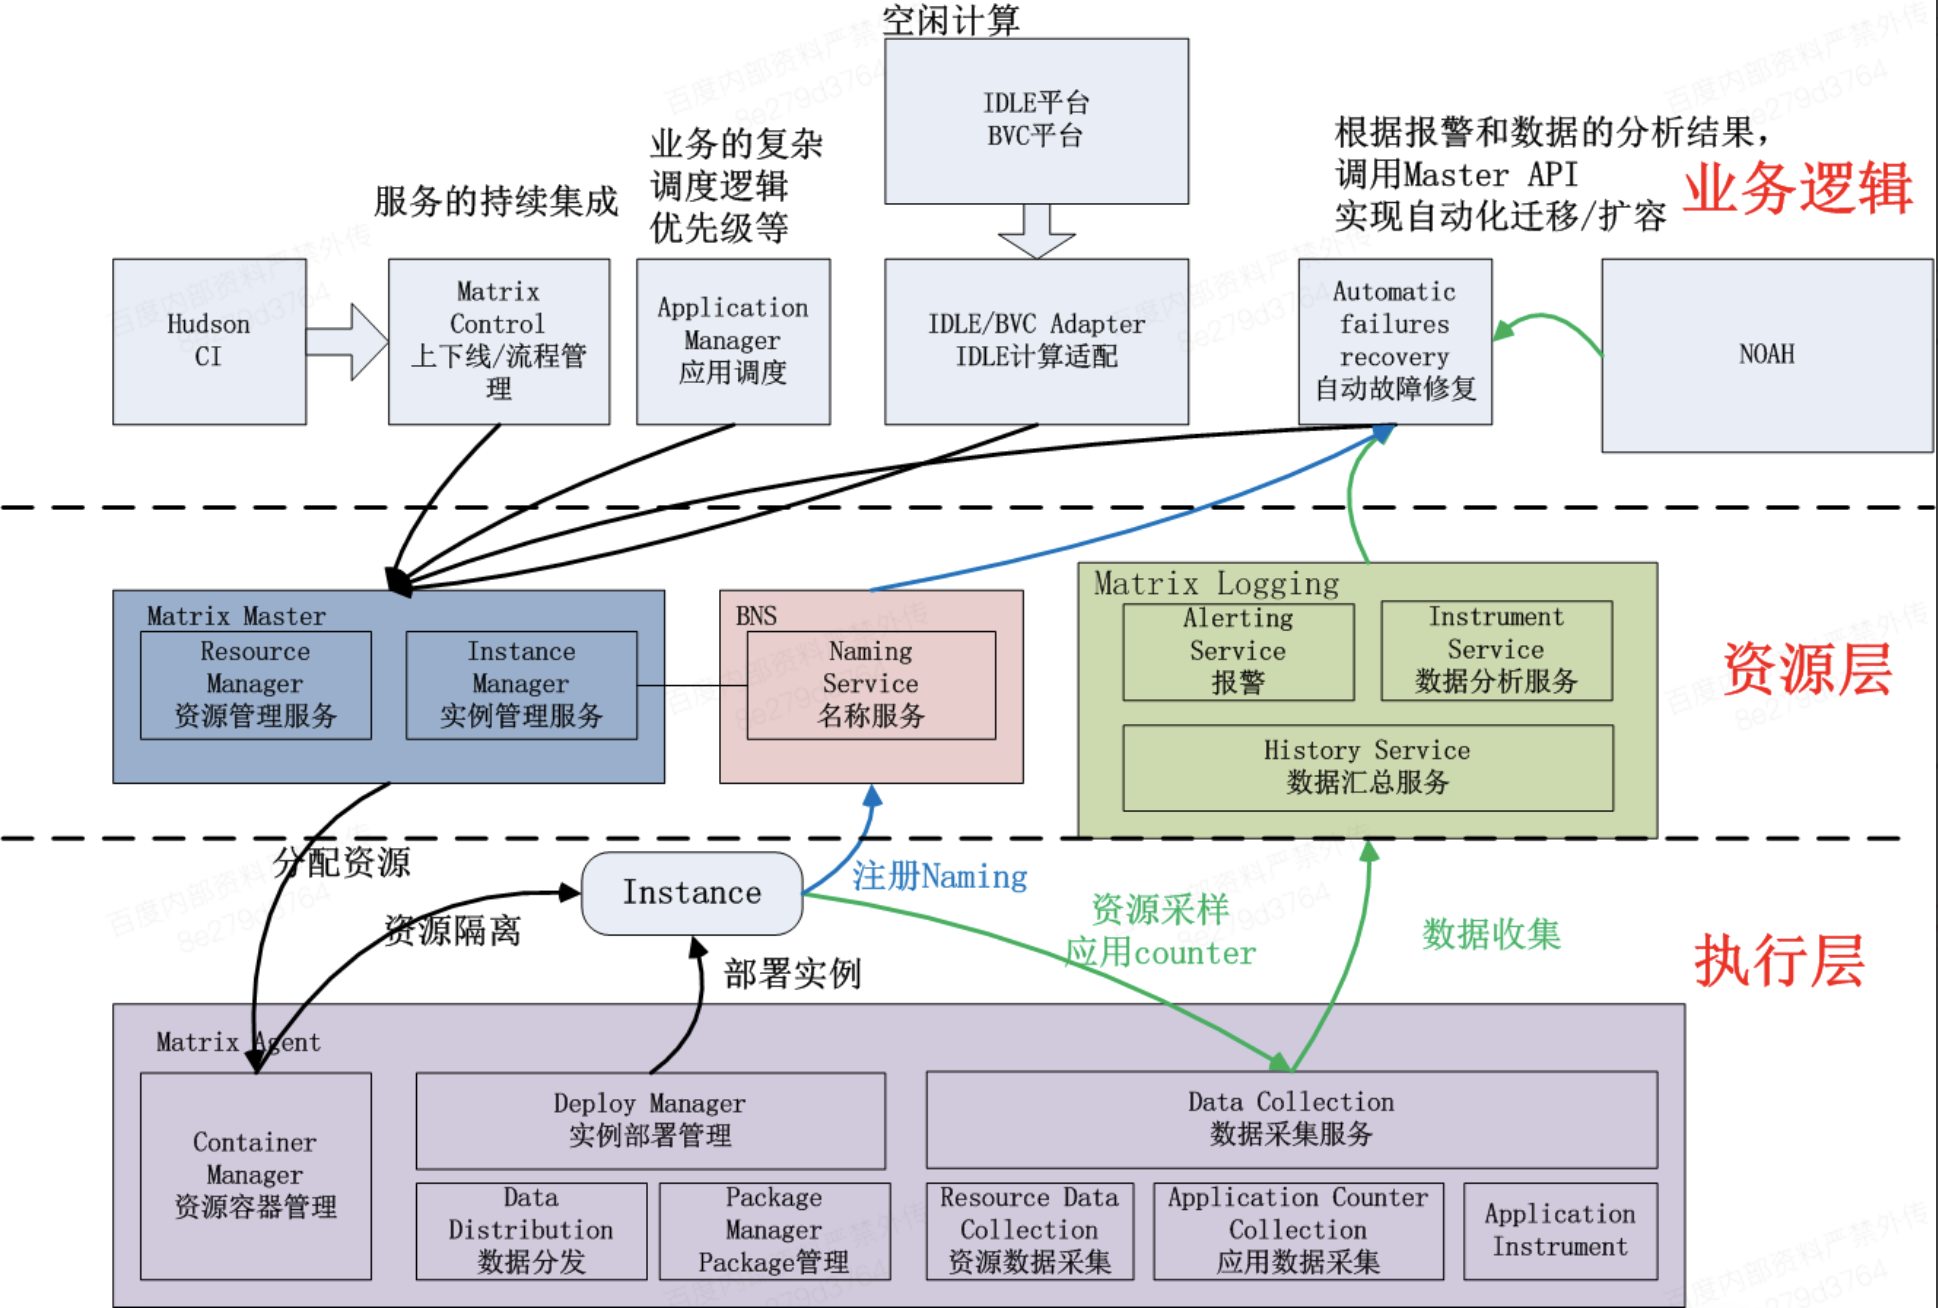 空闲计算
IDLE平台
BVC平台
业务的复杂
调度逻辑
优先级等
服务的持续集成
根据报警和数据的分析结果，
调用Master API
实现自动化迁移/扩容
业务逻辑
Hudson
CI
Matrix
Control
上下线/流程管
理
Application
Manager
应用调度
IDLE/BVC Adapter
IDLE计算适配
Automatic
failures
recovery
自动故障修复
NOAH
Matrix Master
Resource
Manager
资源管理服务
Instance
Manager
实例管理服务
BNS
Naming
Service
名称服务
Matrix Logging
Alerting
Service
报警
Instrument
Service
数据分析服务
History Service
数据汇总服务
资源层
分配资源
资源隔离
Instance
注册Naming
部署实例
资源采样
应用counter
数据收集
执行层
Matrix Agent
Container
Manager
资源容器管理
Deploy Manager
实例部署管理
Data
Distribution
数据分发
Package
Manager
Package管理
Data Collection
数据采集服务
Resource Data
Collection
资源数据采集
Application Counter
Collection
应用数据采集
Application
Instrument
百度内部资料严禁外传
8e279d3764